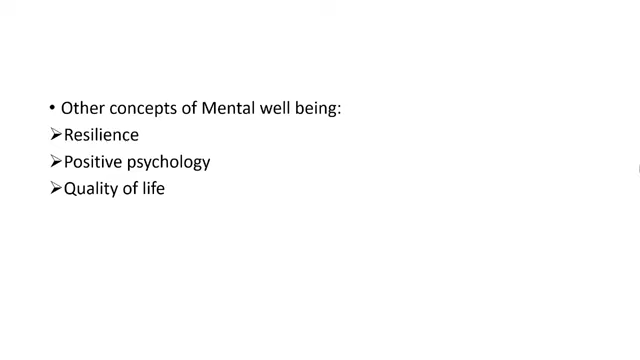 • Other concepts of Mental well being:
➢Resilience
➢Positive psychology
➢Quality of life